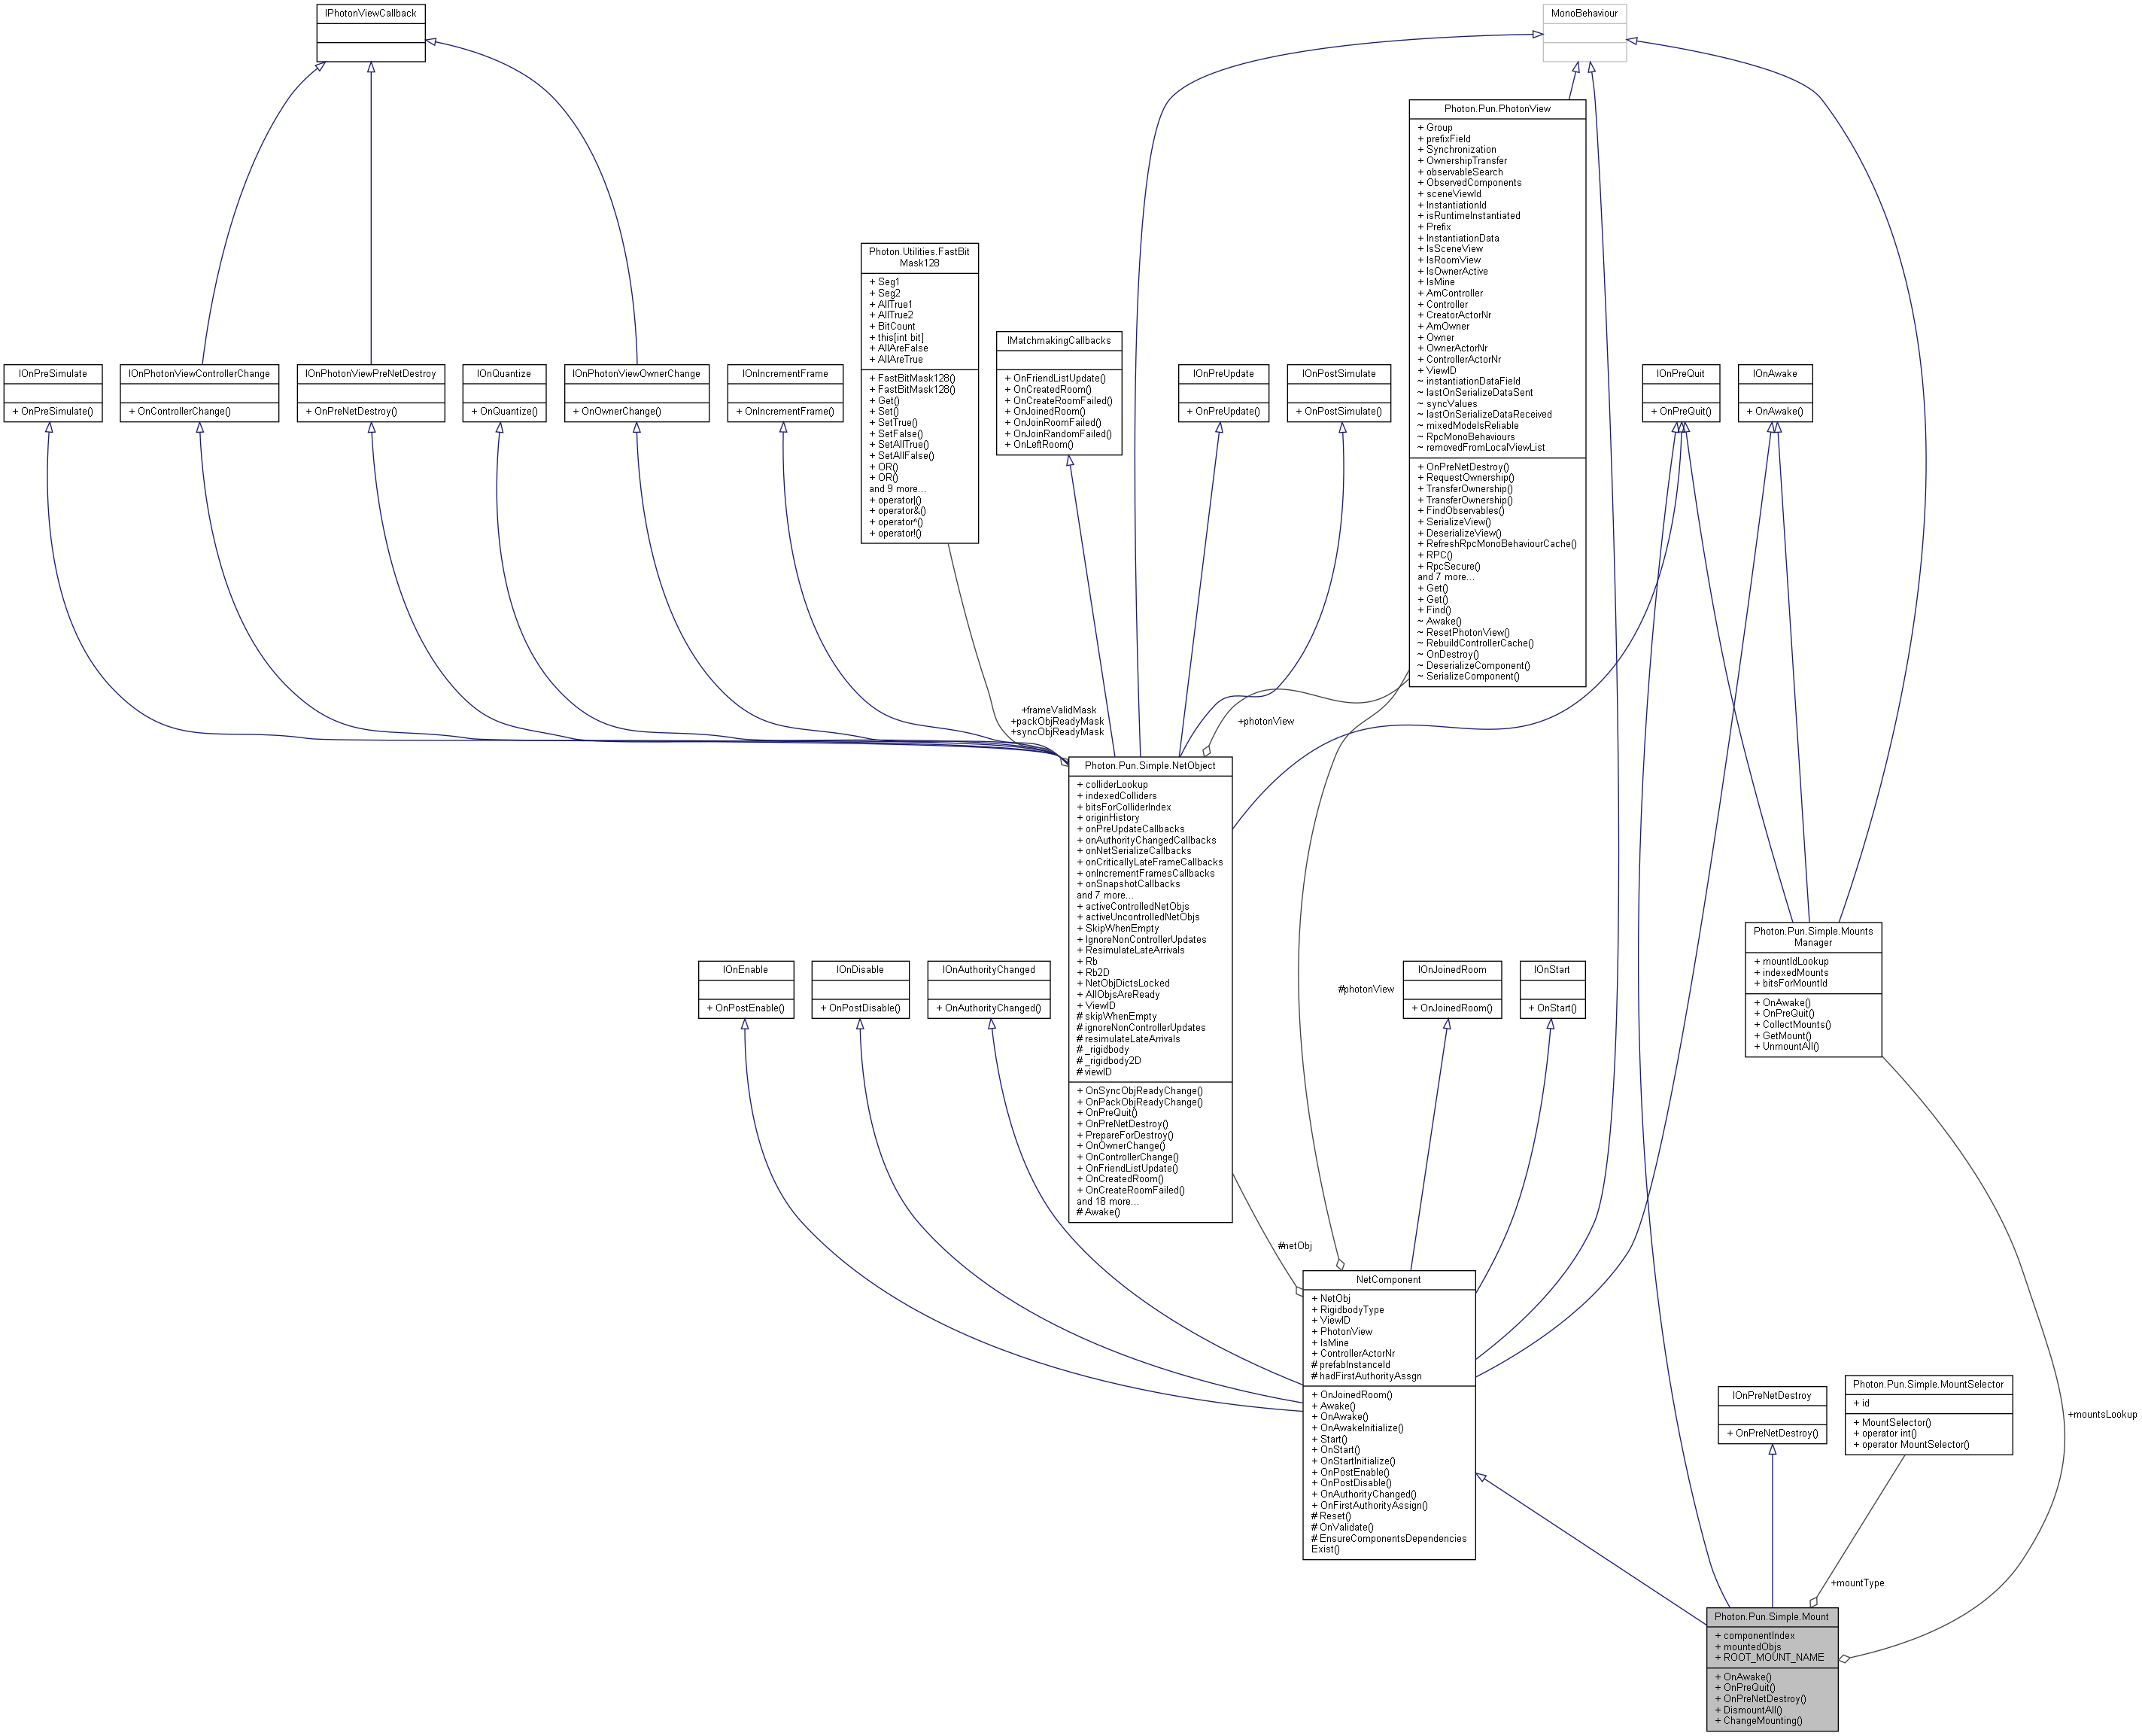 IPhotonViewCallback
MonoBehaviour
Photon.Pun.PhotonView
+ Group
+ prefixField
+ Synchronization
+ OwnershipTransfer
+ observableSearch
+ ObservedComponents
+ sceneViewId
+ InstantiationId
+ isRuntimeInstantiated
+ Prefix
+ InstantiationData
+ IsSceneView
+ IsRoomView
+ IsOwnerActive
+ IsMine
+ AmController
+ Controller
+ CreatorActorNr
+ AmOwner
+ Owner
+ OwnerActorNr
+ ControllerActorNr
+ ViewID
~ instantiationDataField
~ lastOnSerializeDataSent
~ syncValues
~ lastOnSerializeDataReceived
~ mixedModeIsReliable
~ RpcMonoBehaviours
~ removedFromLocalViewList
+ OnPreNetDestroy()
+ RequestOwnership()
+ TransferOwnership()
+ TransferOwnership()
+ FindObservables()
+ SerializeView()
+ DeserializeView()
+ RefreshRpcMonoBehaviourCache()
+ RPC()
+ RpcSecure()
and 7 more...
+ Get()
+ Get()
+ Find()
~ Awake()
~ ResetPhotonView()
~ RebuildControllerCache()
~ OnDestroy()
~ DeserializeComponent()
~ SerializeComponent()
Photon.Utilities.FastBit
Mask128
+ Seg1
+ Seg2
+ AllTrue1
+ AllTrue2
+ BitCount
+ this[int bit]
+ AllAreFalse
+ AllAreTrue
+ FastBitMask128()
+ FastBitMask128()
+ Get()
+ Set()
+ SetTrue()
+ SetFalse()
+ SetAllTrue()
+ SetAllFalse()
+ OR()
+ OR()
and 9 more...
+ operator|()
+ operator&()
+ operator^()
+ operator!()
IMatchmakingCallbacks
+ OnFriendListUpdate()
+ OnCreatedRoom()
+ OnCreateRoomFailed()
+ OnJoinedRoom()
+ OnJoinRoomFailed()
+ OnJoinRandomFailed()
+ OnLeftRoom()
IOnPreSimulate
+ OnPreSimulate()
IOnPhotonViewControllerChange
+ OnControllerChange()
IOnPhotonViewPreNetDestroy
+ OnPreNetDestroy()
IOnQuantize
+ OnQuantize()
IOnPhotonViewOwnerChange
+ OnOwnerChange()
IOnIncrementFrame
+ OnIncrementFrame()
IOnPreUpdate
+ OnPreUpdate()
IOnPostSimulate
+ OnPostSimulate()
IOnPreQuit
+ OnPreQuit()
IOnAwake
+ OnAwake()
+frameValidMask
+packObjReadyMask
+syncObjReadyMask
+photonView
Photon.Pun.Simple.NetObject
+ colliderLookup
+ indexedColliders
+ bitsForColliderIndex
+ originHistory
+ onPreUpdateCallbacks
+ onAuthorityChangedCallbacks
+ onNetSerializeCallbacks
+ onCriticallyLateFrameCallbacks
+ onIncrementFramesCallbacks
+ onSnapshotCallbacks
and 7 more...
+ activeControlledNetObjs
+ activeUncontrolledNetObjs
+ SkipWhenEmpty
+ IgnoreNonControllerUpdates
+ ResimulateLateArrivals
+ Rb
+ Rb2D
+ NetObjDictsLocked
+ AllObjsAreReady
+ ViewID
# skipWhenEmpty
# ignoreNonControllerUpdates
# resimulateLateArrivals
# _rigidbody
# _rigidbody2D
# viewID
+ OnSyncObjReadyChange()
+ OnPackObjReadyChange()
+ OnPreQuit()
+ OnPreNetDestroy()
+ PrepareForDestroy()
+ OnOwnerChange()
+ OnControllerChange()
+ OnFriendListUpdate()
+ OnCreatedRoom()
+ OnCreateRoomFailed()
and 18 more...
# Awake()
Photon.Pun.Simple.Mounts
Manager
+ mountIdLookup
+ indexedMounts
+ bitsForMountId
+ OnAwake()
+ OnPreQuit()
+ CollectMounts()
+ GetMount()
+ UnmountAll()
IOnEnable
+ OnPostEnable()
IOnDisable
+ OnPostDisable()
IOnAuthorityChanged
+ OnAuthorityChanged()
#photonView
IOnJoinedRoom
+ OnJoinedRoom()
IOnStart
+ OnStart()
#netObj
NetComponent
+ NetObj
+ RigidbodyType
+ ViewID
+ PhotonView
+ IsMine
+ ControllerActorNr
# prefabInstanceId
# hadFirstAuthorityAssgn
+ OnJoinedRoom()
+ Awake()
+ OnAwake()
+ OnAwakeInitialize()
+ Start()
+ OnStart()
+ OnStartInitialize()
+ OnPostEnable()
+ OnPostDisable()
+ OnAuthorityChanged()
+ OnFirstAuthorityAssign()
# Reset()
# OnValidate()
# EnsureComponentsDependencies
Exist()
IOnPreNetDestroy
+ OnPreNetDestroy()
Photon.Pun.Simple.MountSelector
+ id
+ MountSelector()
+ operator int()
+ operator MountSelector()
+mountsLookup
+mountType
Photon.Pun.Simple.Mount
+ componentIndex
+ mountedObjs
+ ROOT_MOUNT_NAME
+ OnAwake()
+ OnPreQuit()
+ OnPreNetDestroy()
+ DismountAll()
+ ChangeMounting()